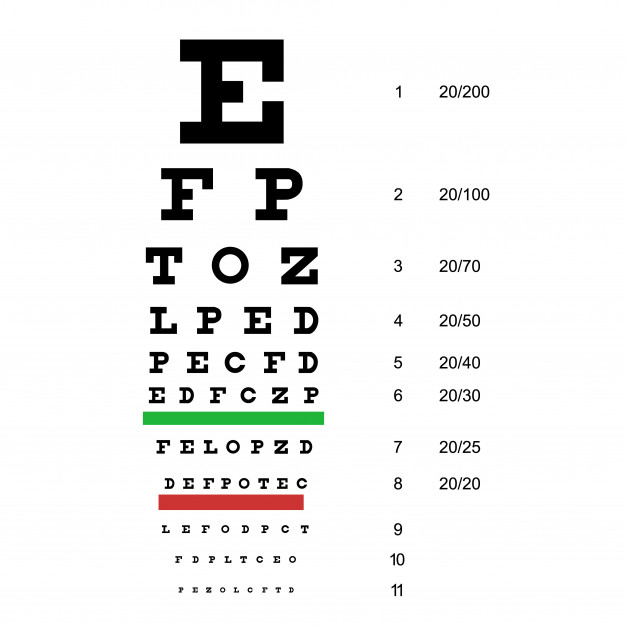 E 1 20/200
F P 2 20/100
T O Z 3 20/70
L P E D 4 20/50
P E C F D 5 20/40
E D F C Z P 6 20/30
F E L O P Z D 7 20/25
D E F P O T E C 8 20/20
L E F O D P C T 9
F D P L T C E O 10
P E Z O L C F T D 11